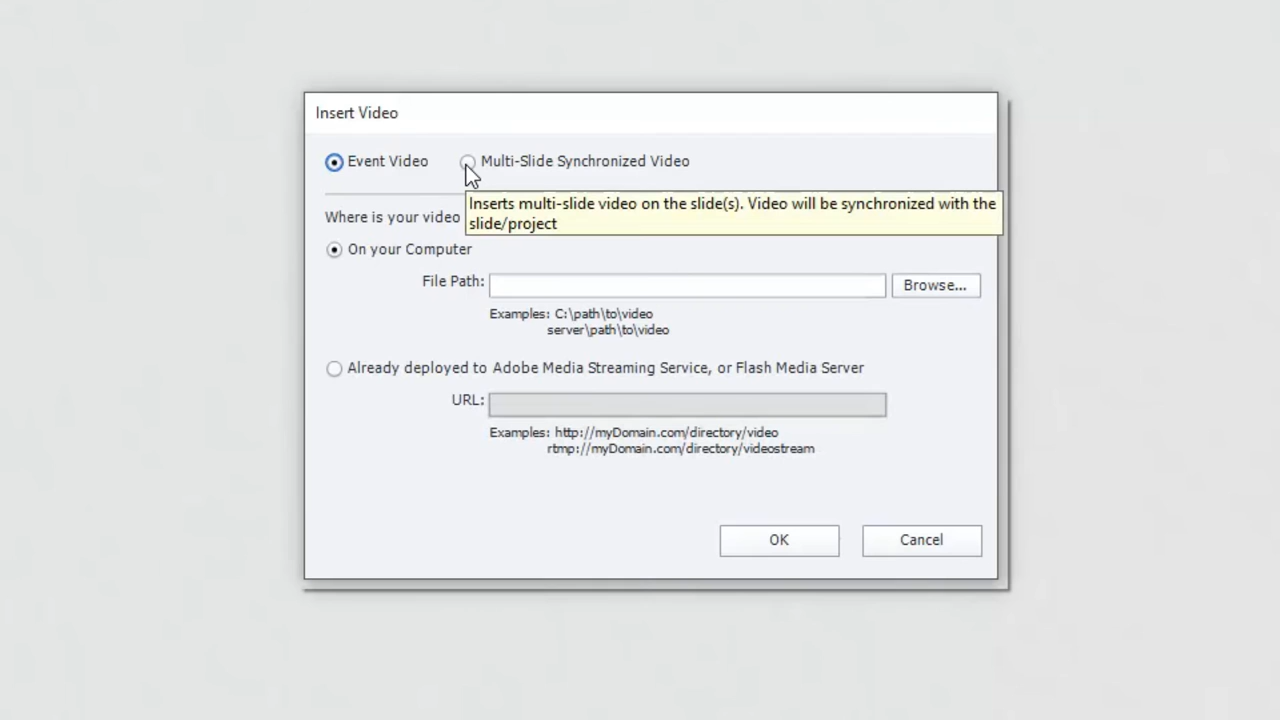 Insert Video
Event Video
Multi-Slide Synchronized Video
Inserts multi-slide video on the slide(s). Video will be synchronized with the
slide/project
Where is your video
On your Computer
File Path:
Browse...
Examples: C:\path\to\video
server\path\to\video
Already deployed to Adobe Media Streaming Service, or Flash Media Server
URL:
Examples: http://myDomain.com/directory/video
rtmp://myDomain.com/directory/videostream
OK
Cancel